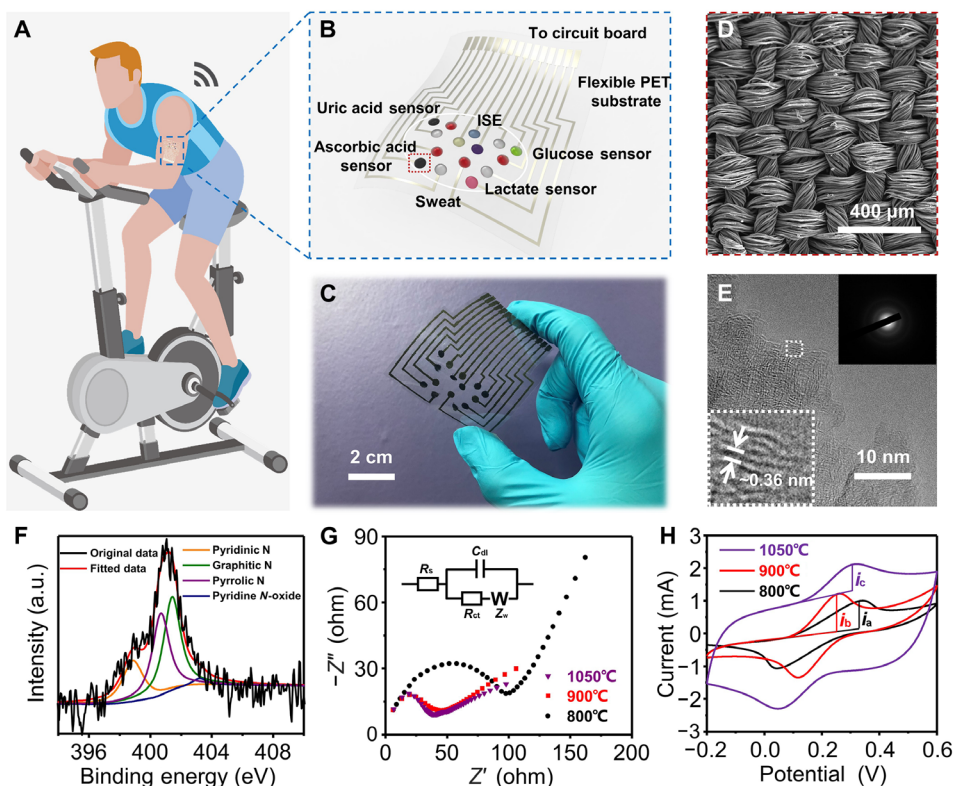 A
B
To circuit board
Flexible PET
substrate
Uric acid sensor
ISE
Ascorbic acid
sensor
Glucose sensor
Lactate sensor
Sweat
C
2 cm
D
400 μm
E
~0.36 nm
10 nm
F
Original data
Fitted data
Pyridinic N
Graphitic N
Pyrrolic N
Pyridine N-oxide
Intensity (a.u.)
396 400 404 408
Binding energy (eV)
G
90
60
30
0
−Z″ (ohm)
Rs
Cdl
Rct
Zw
W
1050℃
900℃
800℃
0 50 100 150 200
Z′ (ohm)
H
3
2
1
0
−1
−2
−3
Current (mA)
1050℃
900℃
800℃
ic
ib
ia
−0.2 0.0 0.2 0.4 0.6
Potential (V)